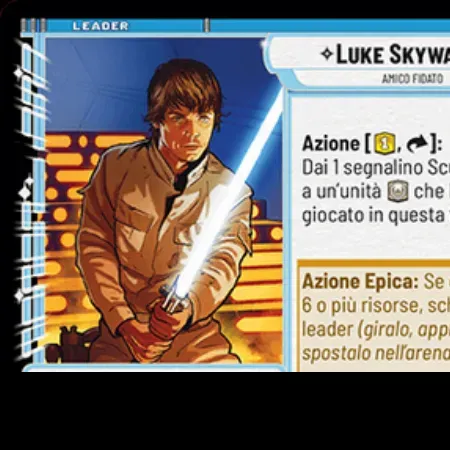 LEADER
LUKE SKYWA
AMICO FIDATO
Azione [1, ]:
Dai 1 segnalino Scu
a un'unità che
giocato in questa
Azione Epica: Se
6 o più risorse, sch
leader (giralo, app
spostalo nell'arena